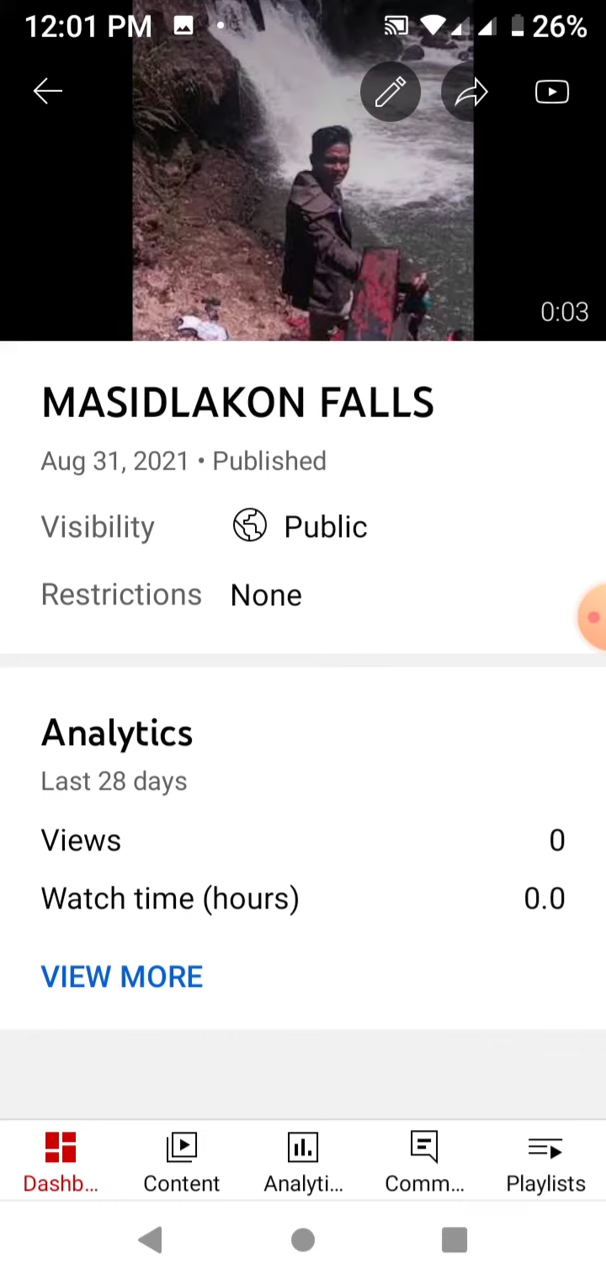 12:01 PM 26%
0:03
MASIDLAKON FALLS
Aug 31, 2021 • Published
Visibility Public
Restrictions None
Analytics
Last 28 days
Views 0
Watch time (hours) 0.0
VIEW MORE
Dashb... Content Analyti... Comm... Playlists